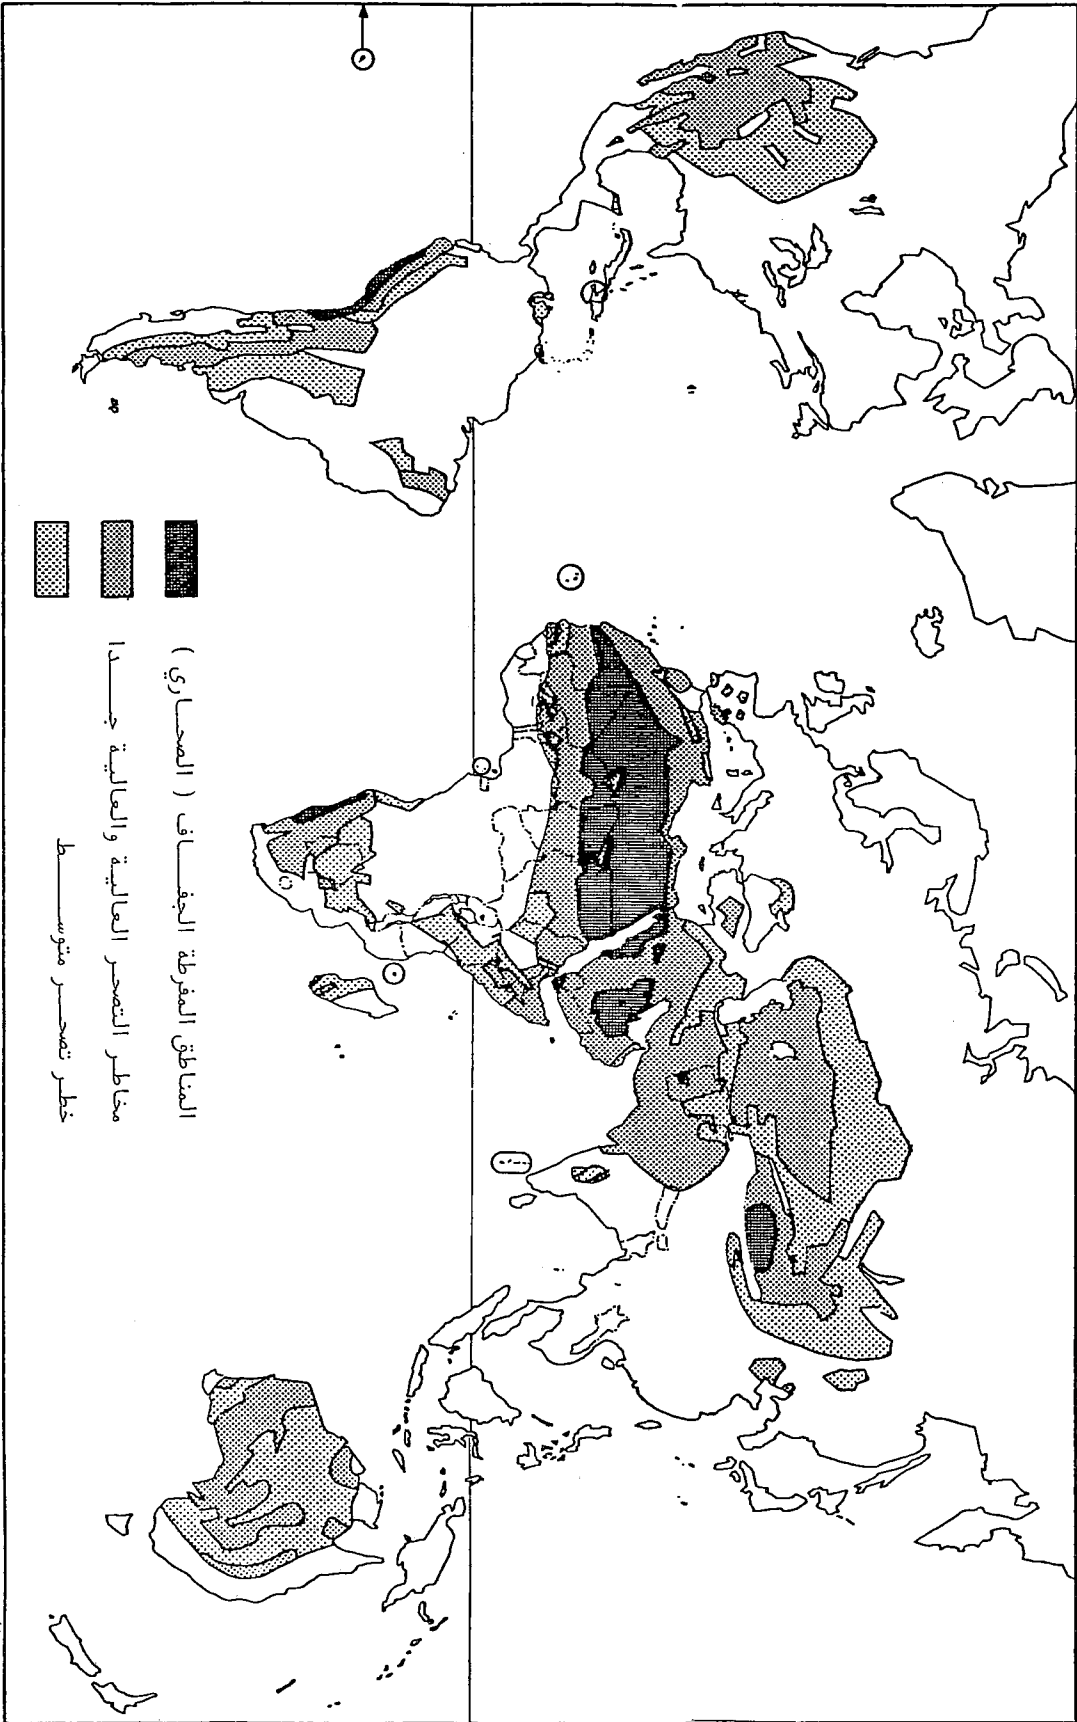 المناطق المفرطة الجفاف ( الصحاري )
مخاطر التصحر العالية والعالية جدا
خطر تصحر متوسط